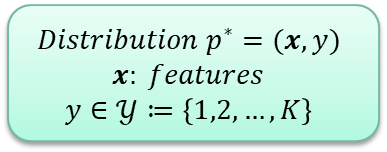 Distribution p* = (x, y)
x: features
y ∈ 𝒴 ≔ {1,2, …, K}